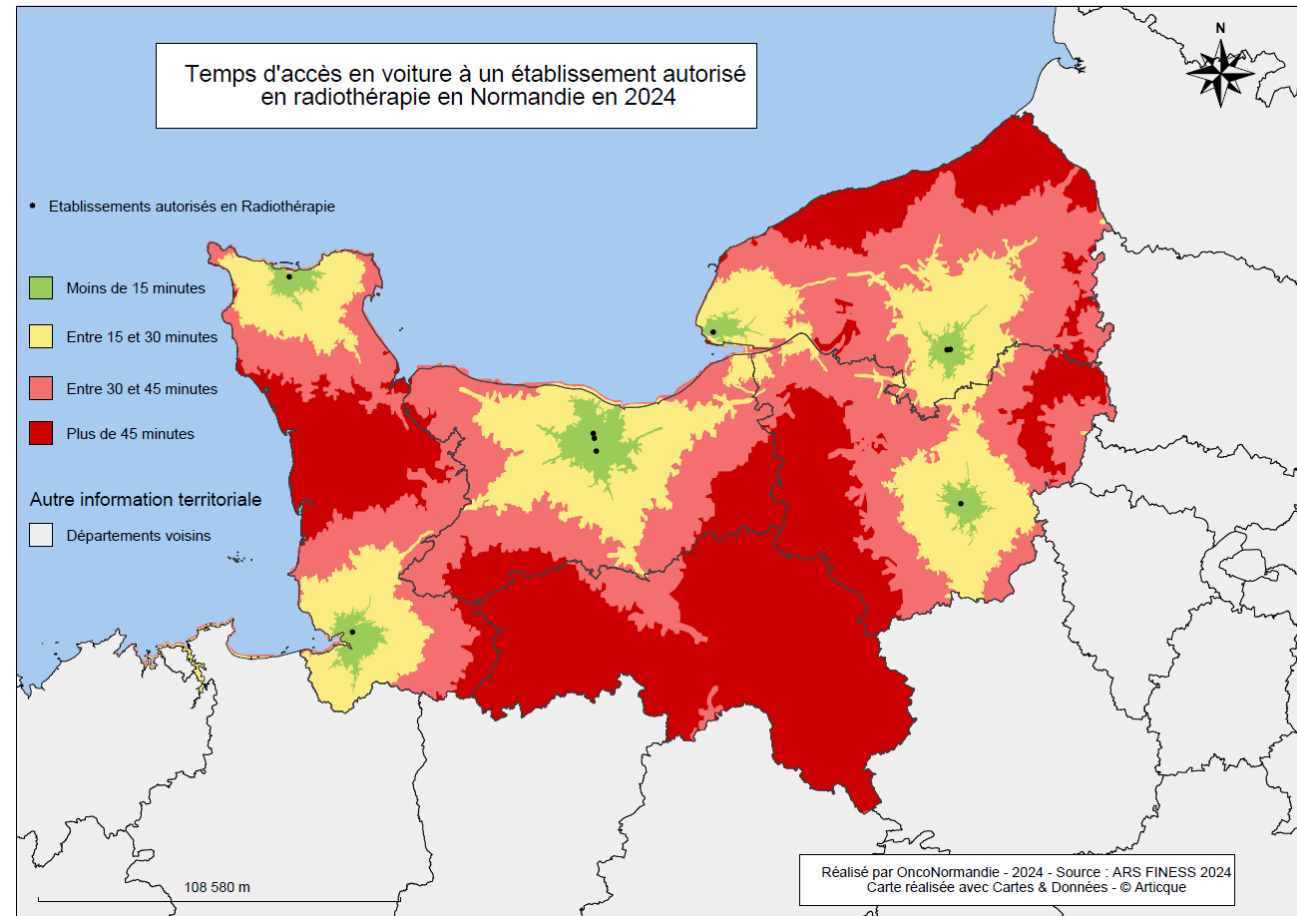 Temps d'accès en voiture à un établissement autorisé
en radiothérapie en Normandie en 2024
N
Etablissements autorisés en Radiothérapie
Moins de 15 minutes
Entre 15 et 30 minutes
Entre 30 et 45 minutes
Plus de 45 minutes
Autre information territoriale
Départements voisins
108 580 m
Réalisé par OncoNormandie - 2024 - Source : ARS FINESS 2024
Carte réalisée avec Cartes & Données - © Articque